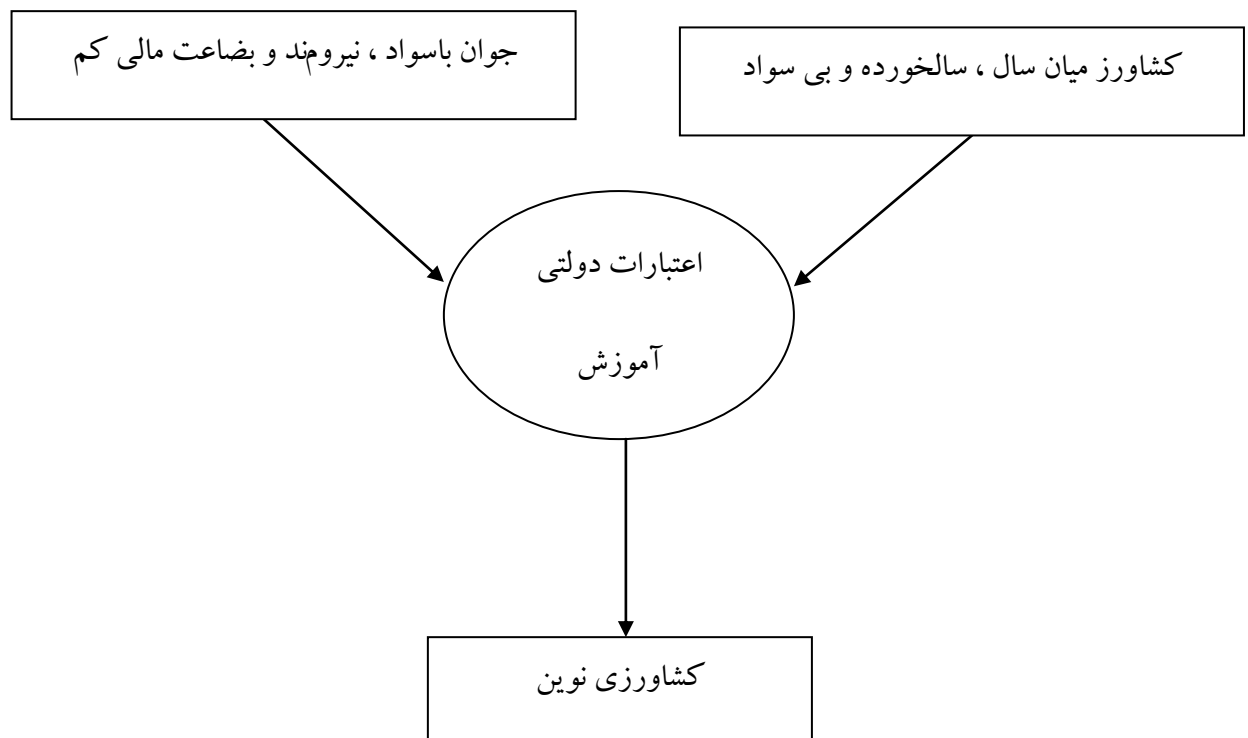 کشاورز میان سال ، سالخورده و بی سواد
جوان باسواد ، نیرومند و بضاعت مالی کم
اعتبارات دولتی
آموزش
کشاورزی نوین